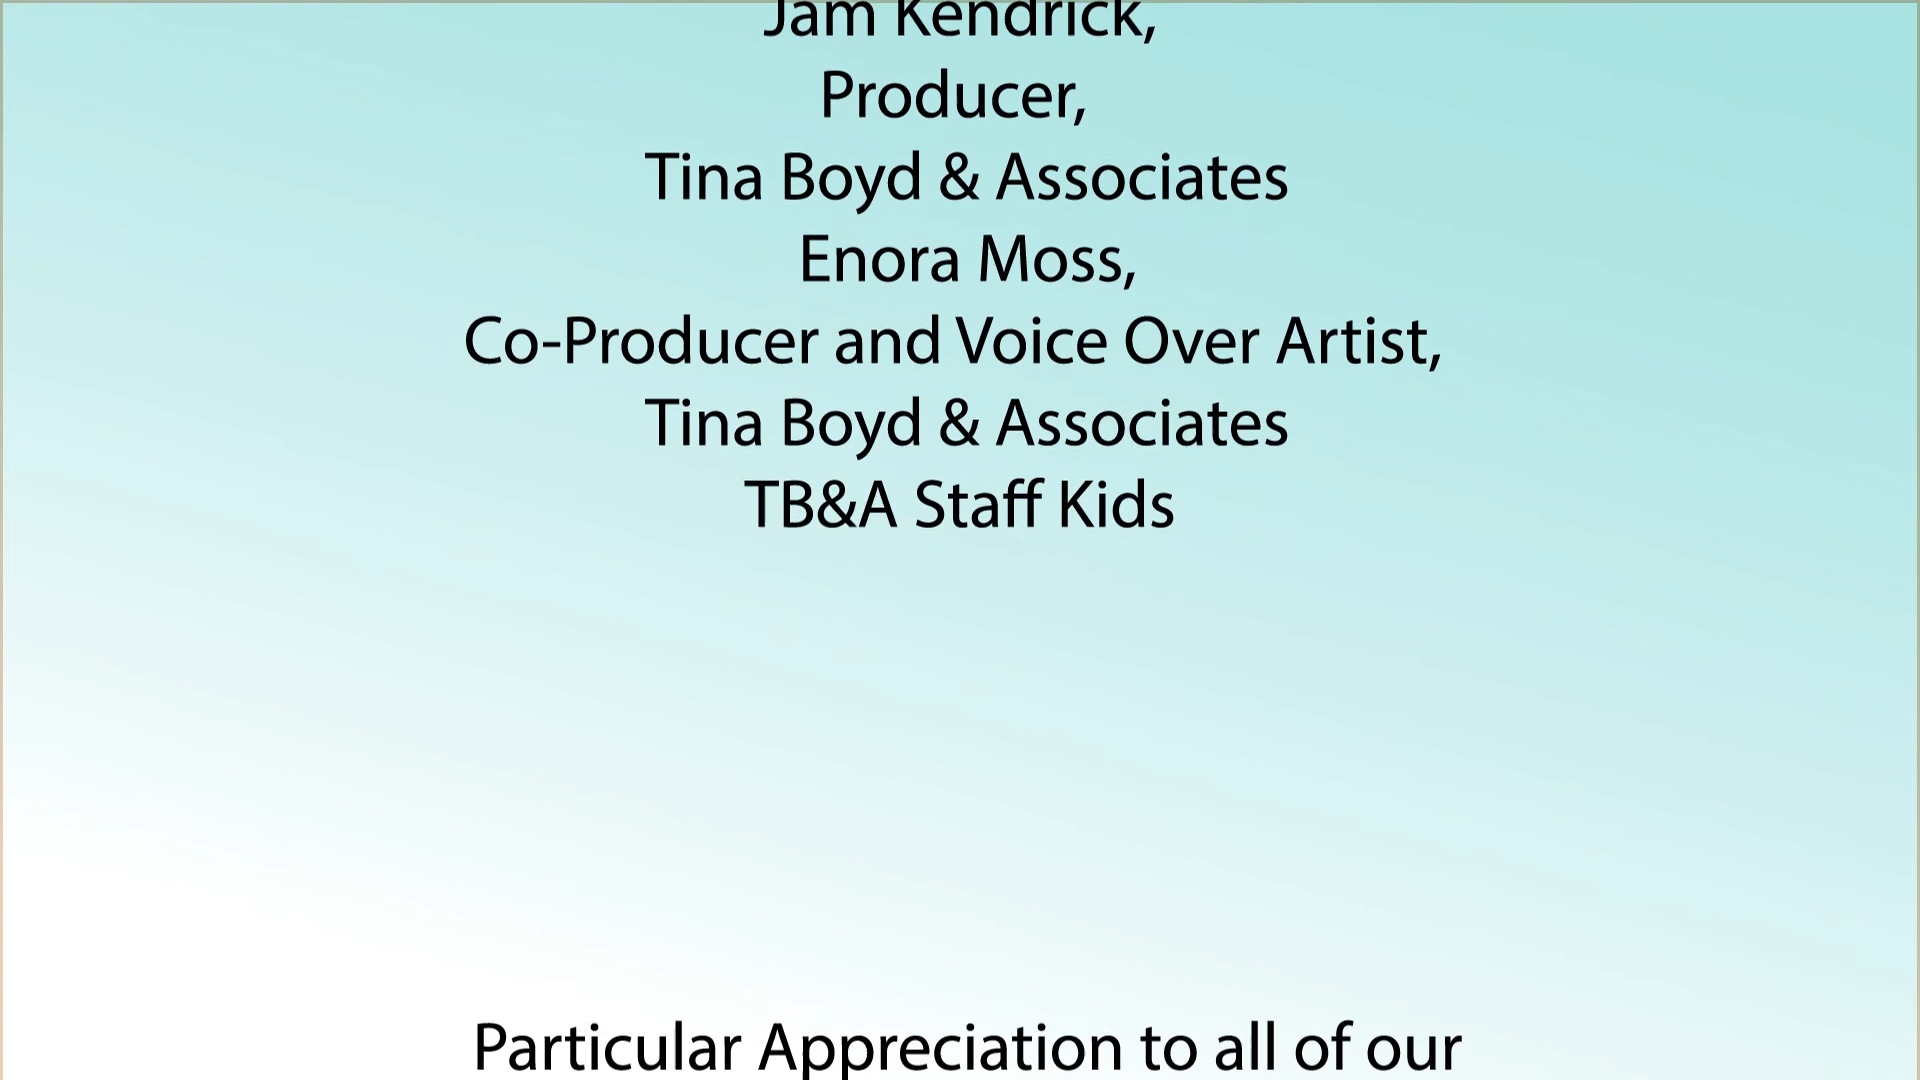 Jam Kendrick,
Producer,
Tina Boyd & Associates
Enora Moss,
Co-Producer and Voice Over Artist,
Tina Boyd & Associates
TB&A Staff Kids
Particular Appreciation to all of our